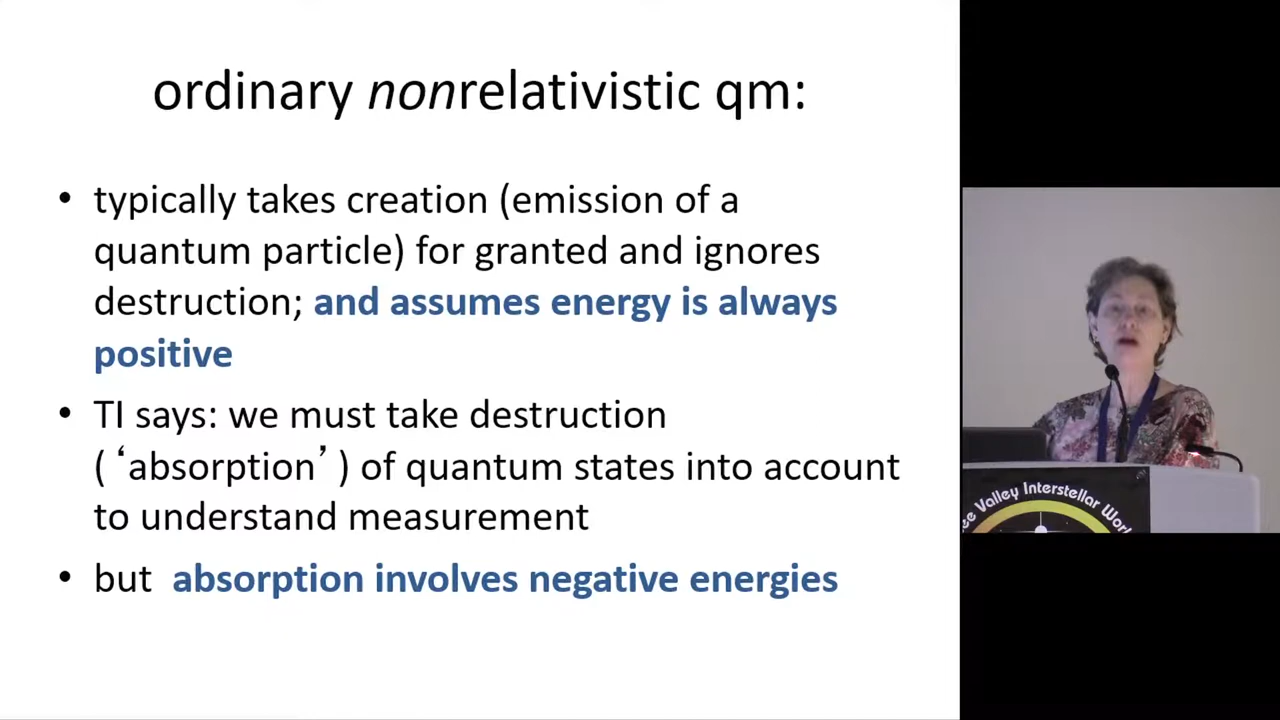 ordinary nonrelativistic qm:
• typically takes creation (emission of a
quantum particle) for granted and ignores
destruction; and assumes energy is always
positive
• TI says: we must take destruction
(‘absorption’) of quantum states into account
to understand measurement
• but absorption involves negative energies
Valley Interstellar